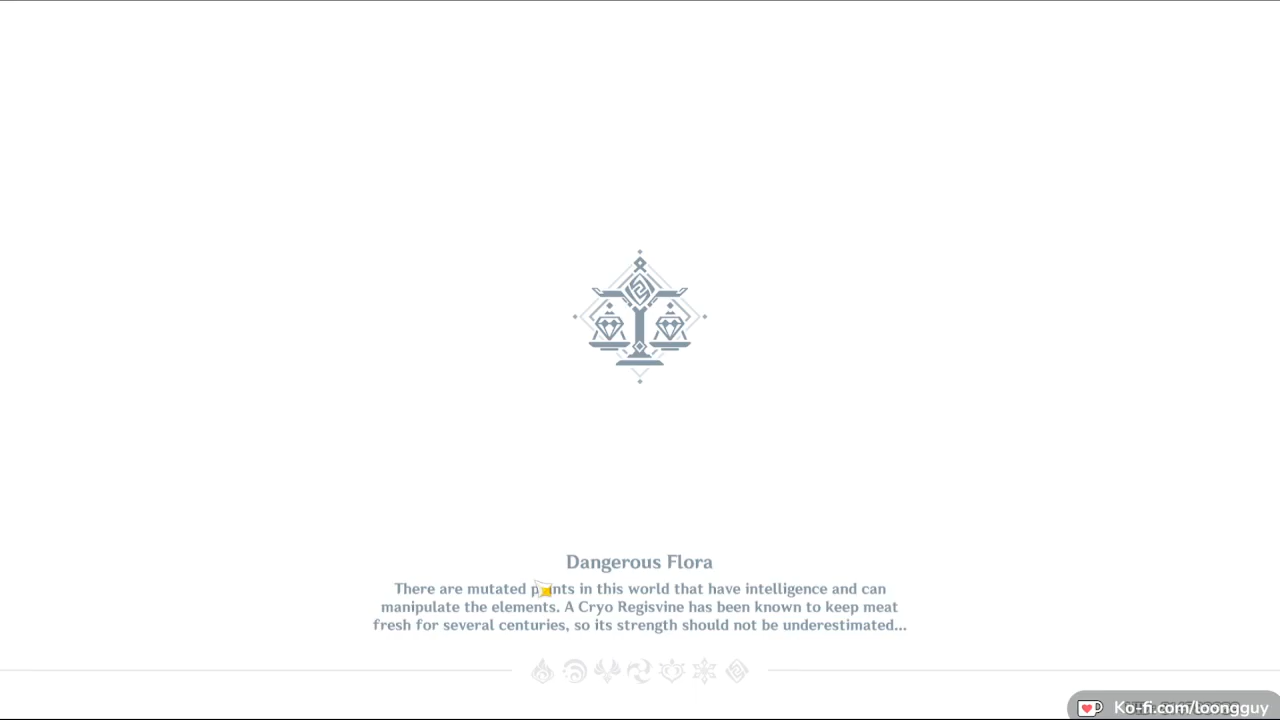 Dangerous Flora
There are mutated plants in this world that have intelligence and can
manipulate the elements. A Cryo Regisvine has been known to keep meat
fresh for several centuries, so its strength should not be underestimated...
Ko-fi.com/loongguy